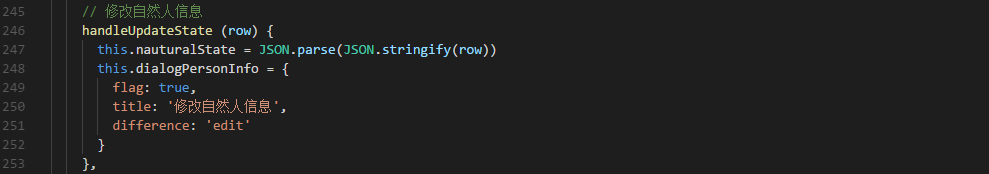 245 // 修改自然人信息
246 handleUpdateState (row) {
247 this.nauturalState = JSON.parse(JSON.stringify(row))
248 this.dialogPersonInfo = {
249 flag: true,
250 title: '修改自然人信息',
251 difference: 'edit'
252 }
253 },